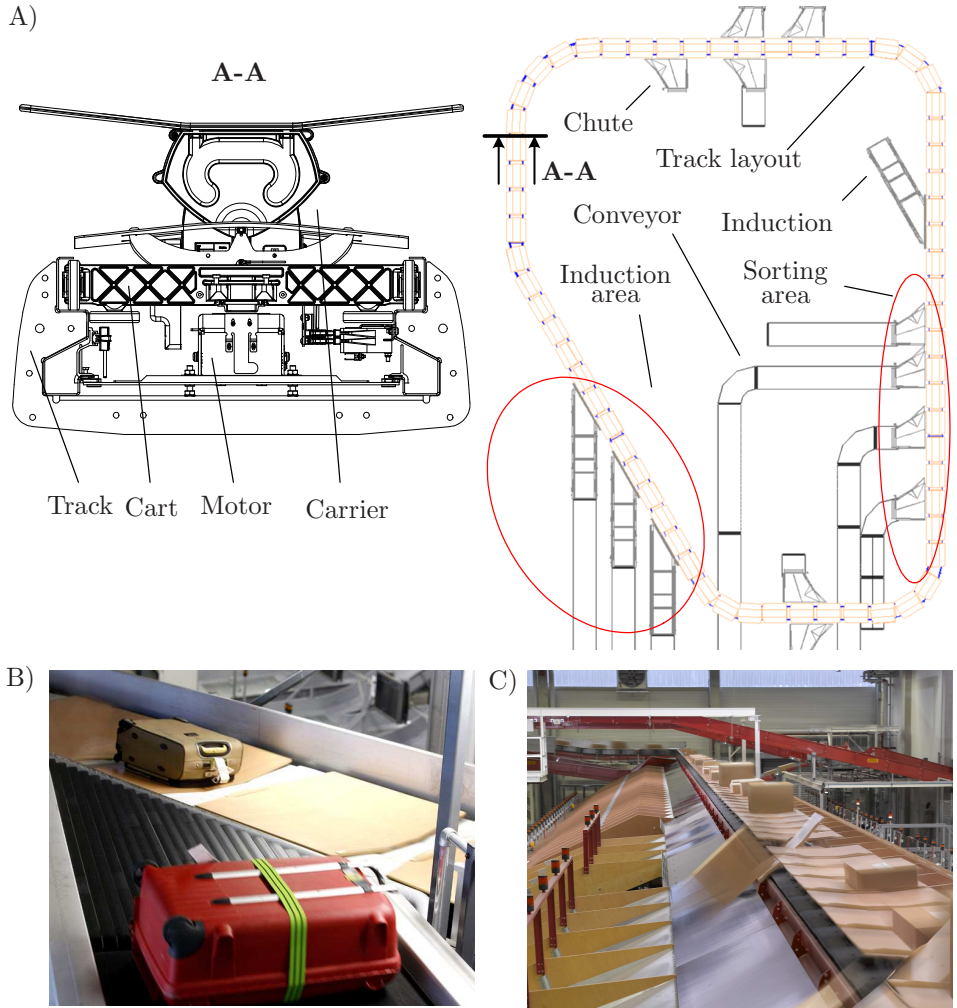 A)
A-A
Chute
Track layout
A-A
Conveyor
Induction
Induction
area
Sorting
area
Track
Cart
Motor
Carrier
B)
C)